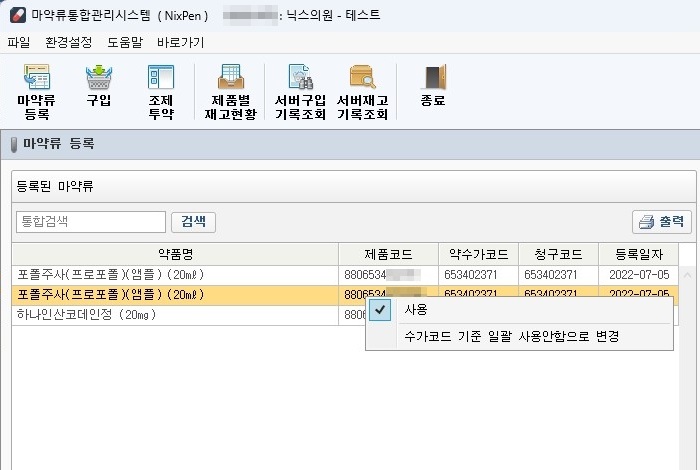 마약류통합관리시스템 ( NixPen ) : 닉스의원 - 테스트
파일 환경설정 도움말 바로가기
마약류 등록
구입
조제 투약
제품별 재고현황
서버구입 기록조회
서버재고 기록조회
종료
마약류 등록
등록된 마약류
통합검색 검색 출력
약품명 제품코드 약수가코드 청구코드 등록일자
포폴주사(프로포폴)(앰플) (20㎖) 8806534 653402371 653402371 2022-07-05
포폴주사(프로포폴)(앰플) (20㎖) 8806534 653402371 653402371 2022-07-05
하나인산코데인정 (20㎎)
사용
수가코드 기준 일괄 사용안함으로 변경